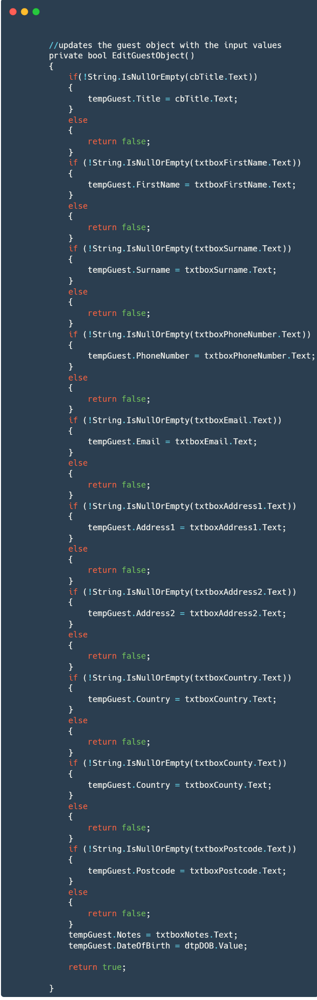 //updates the guest object with the input values
private bool EditGuestObject()
{
if(!String.IsNullOrEmpty(cbTitle.Text))
{
tempGuest.Title = cbTitle.Text;
}
else
{
return false;
}
if (!String.IsNullOrEmpty(txtboxFirstName.Text))
{
tempGuest.FirstName = txtboxFirstName.Text;
}
else
{
return false;
}
if (!String.IsNullOrEmpty(txtboxSurname.Text))
{
tempGuest.Surname = txtboxSurname.Text;
}
else
{
return false;
}
if (!String.IsNullOrEmpty(txtboxPhoneNumber.Text))
{
tempGuest.PhoneNumber = txtboxPhoneNumber.Text;
}
else
{
return false;
}
if (!String.IsNullOrEmpty(txtboxEmail.Text))
{
tempGuest.Email = txtboxEmail.Text;
}
else
{
return false;
}
if (!String.IsNullOrEmpty(txtboxAddress1.Text))
{
tempGuest.Address1 = txtboxAddress1.Text;
}
else
{
return false;
}
if (!String.IsNullOrEmpty(txtboxAddress2.Text))
{
tempGuest.Address2 = txtboxAddress2.Text;
}
else
{
return false;
}
if (!String.IsNullOrEmpty(txtboxCountry.Text))
{
tempGuest.Country = txtboxCountry.Text;
}
else
{
return false;
}
if (!String.IsNullOrEmpty(txtboxCounty.Text))
{
tempGuest.Country = txtboxCounty.Text;
}
else
{
return false;
}
if (!String.IsNullOrEmpty(txtboxPostcode.Text))
{
tempGuest.Postcode = txtboxPostcode.Text;
}
else
{
return false;
}
tempGuest.Notes = txtboxNotes.Text;
tempGuest.DateOfBirth = dtpDOB.Value;
return true;
}